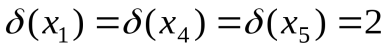 δ(x₁) = δ(x₄) = δ(x₅) = 2